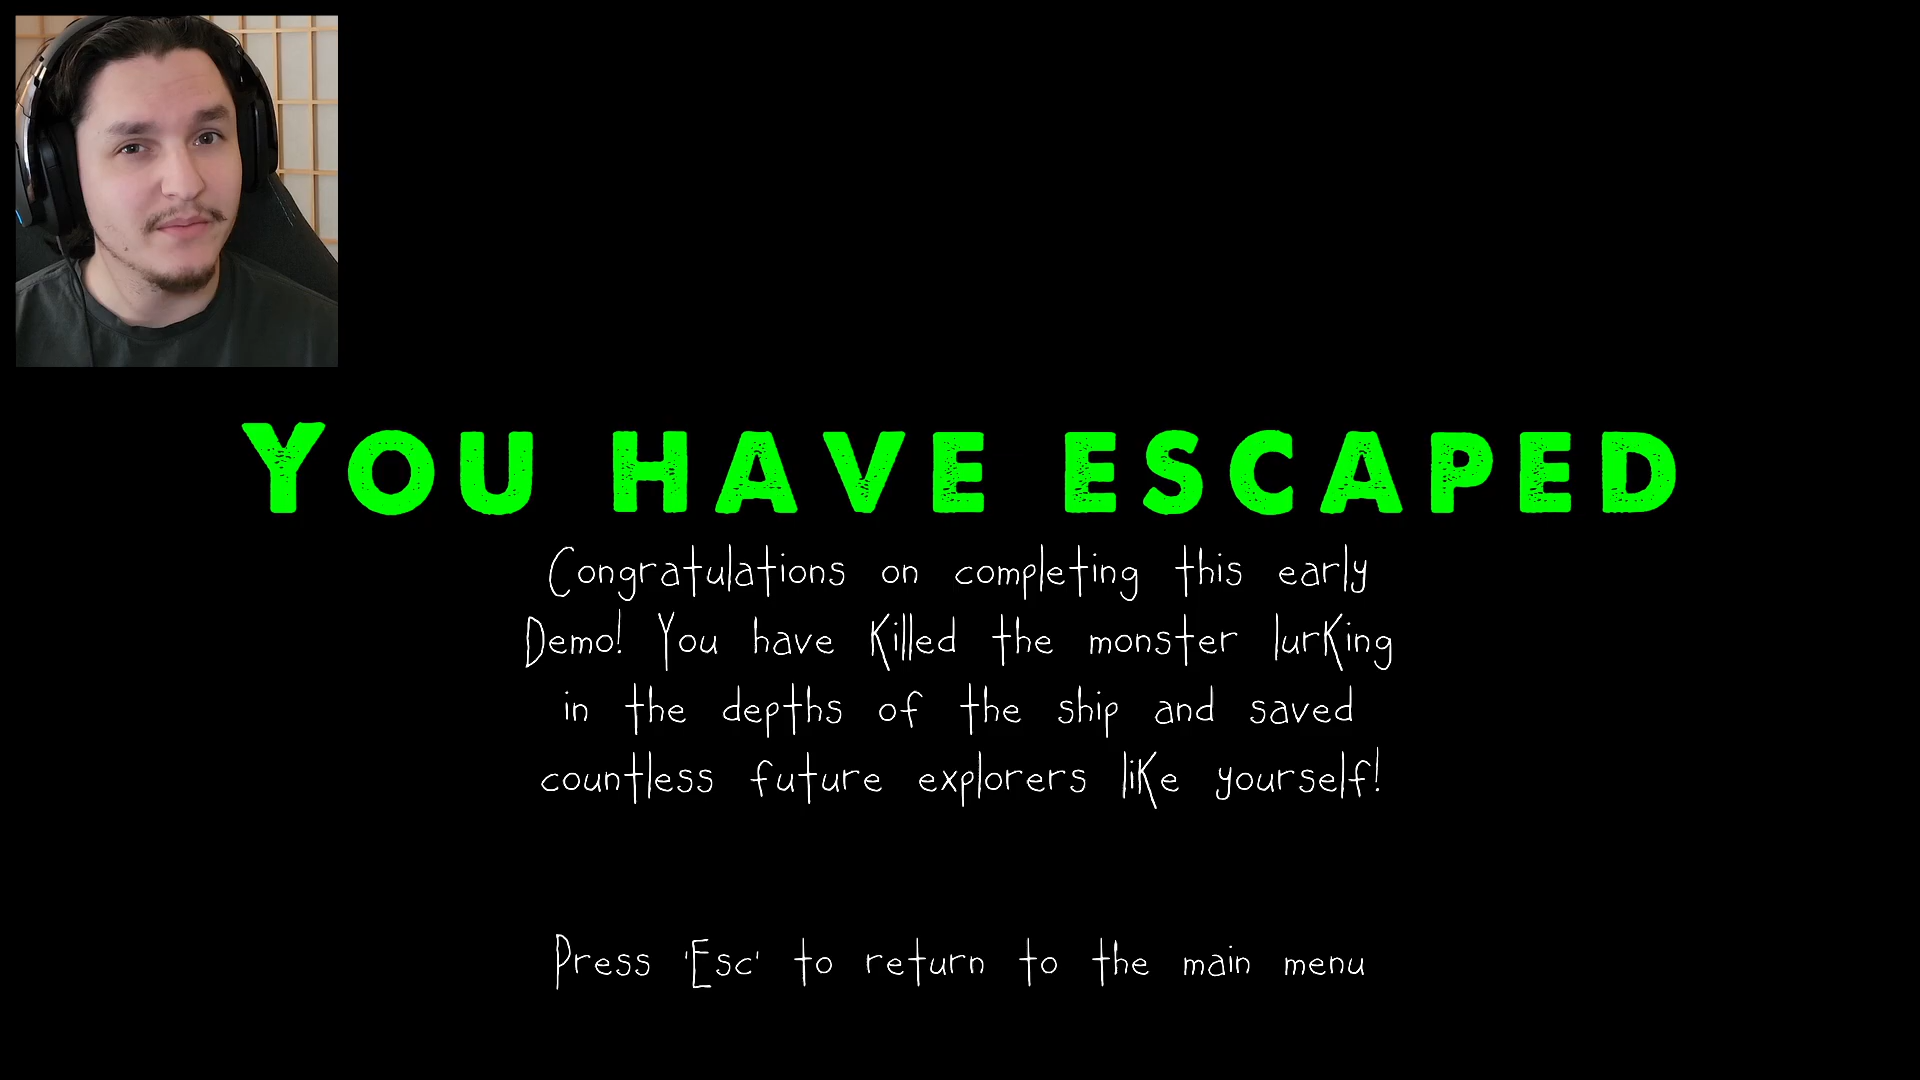 YOU HAVE ESCAPED
Congratulations on completing this early
Demo! You have Killed the monster lurKing
in the depths of the ship and saved
countless future explorers liKe yourself!
Press 'Esc' to return to the main menu